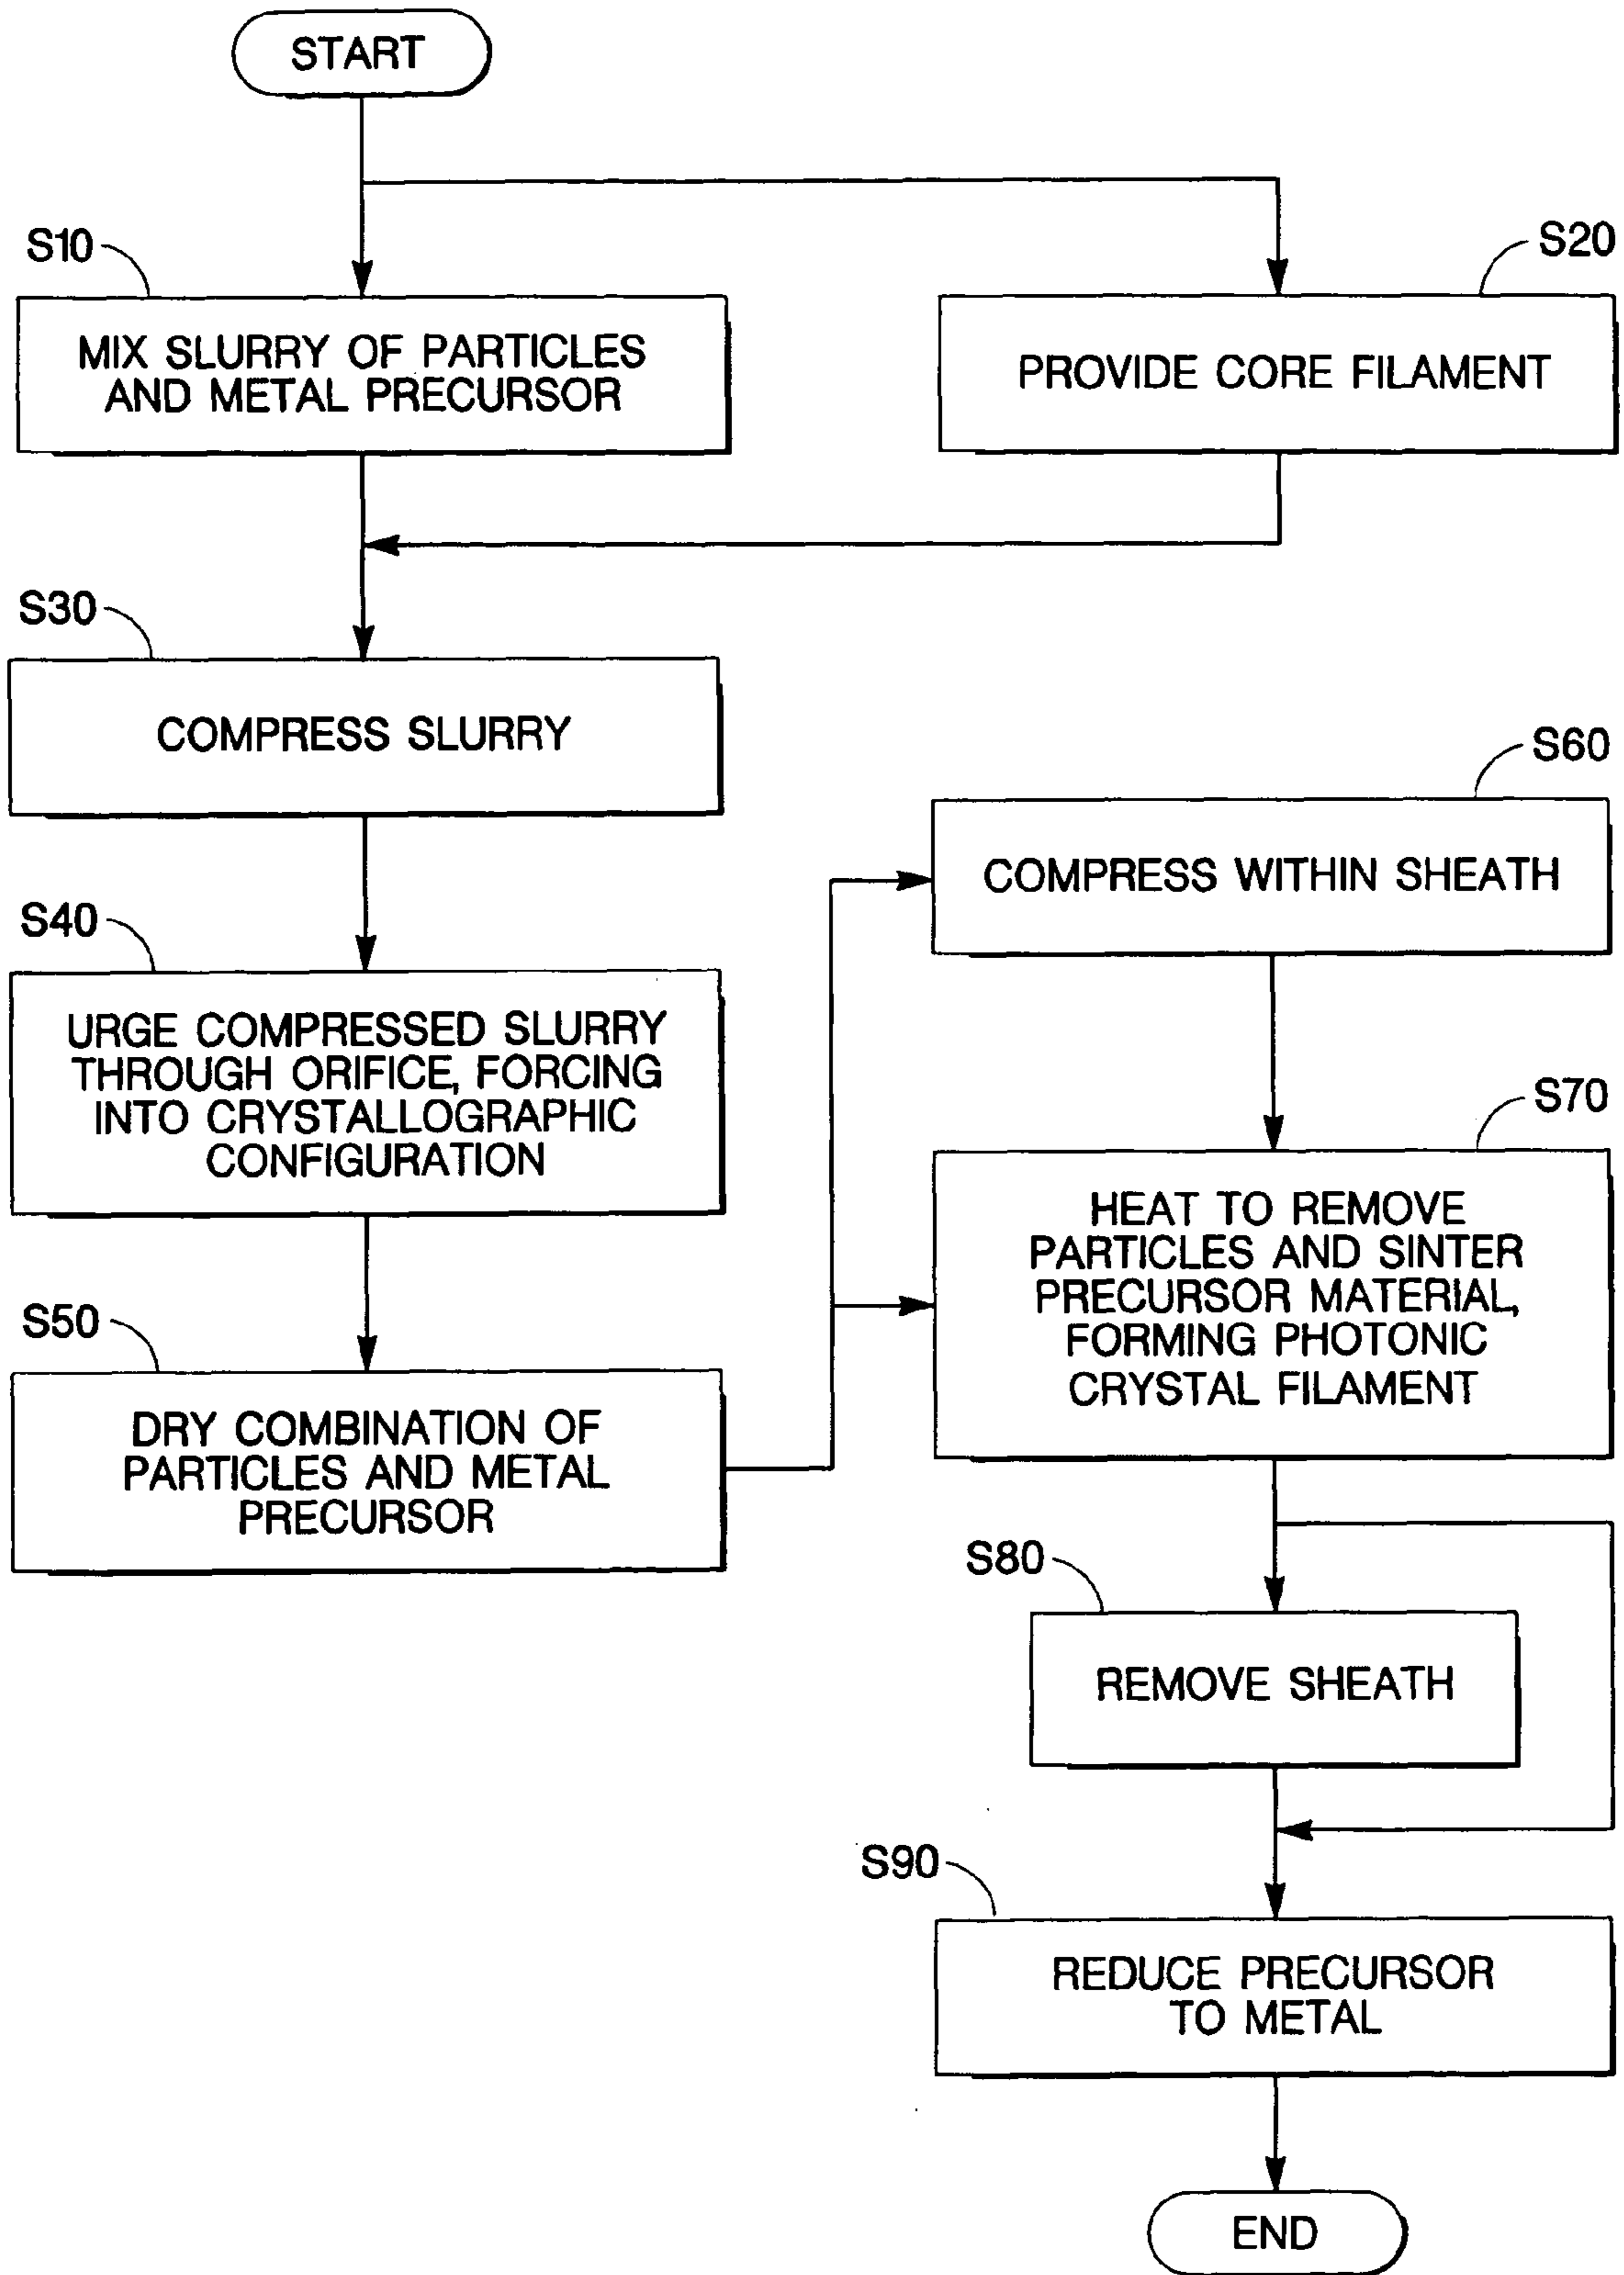 START
S10
MIX SLURRY OF PARTICLES
AND METAL PRECURSOR
S20
PROVIDE CORE FILAMENT
S30
COMPRESS SLURRY
S40
URGE COMPRESSED SLURRY
THROUGH ORIFICE, FORCING
INTO CRYSTALLOGRAPHIC
CONFIGURATION
S50
DRY COMBINATION OF
PARTICLES AND METAL
PRECURSOR
S60
COMPRESS WITHIN SHEATH
S70
HEAT TO REMOVE
PARTICLES AND SINTER
PRECURSOR MATERIAL,
FORMING PHOTONIC
CRYSTAL FILAMENT
S80
REMOVE SHEATH
S90
REDUCE PRECURSOR
TO METAL
END